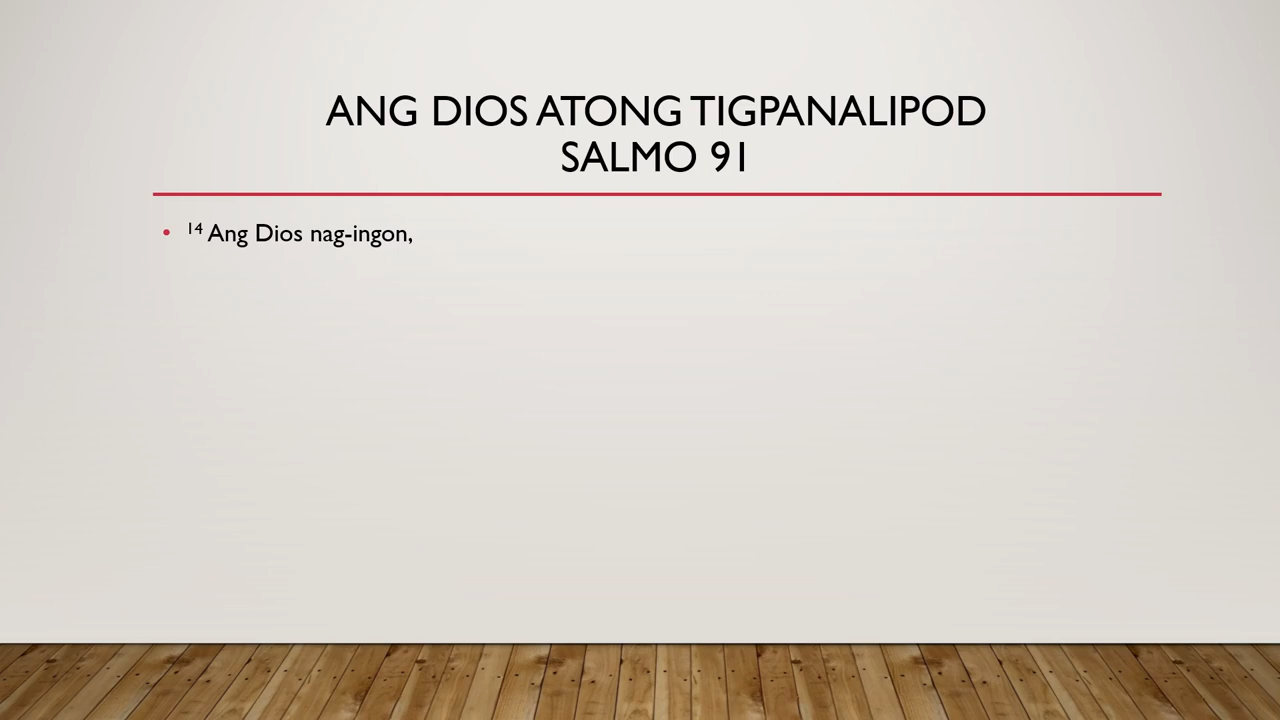 ANG DIOS ATONG TIGPANALIPOD
SALMO 91
• ¹⁴ Ang Dios nag-ingon,